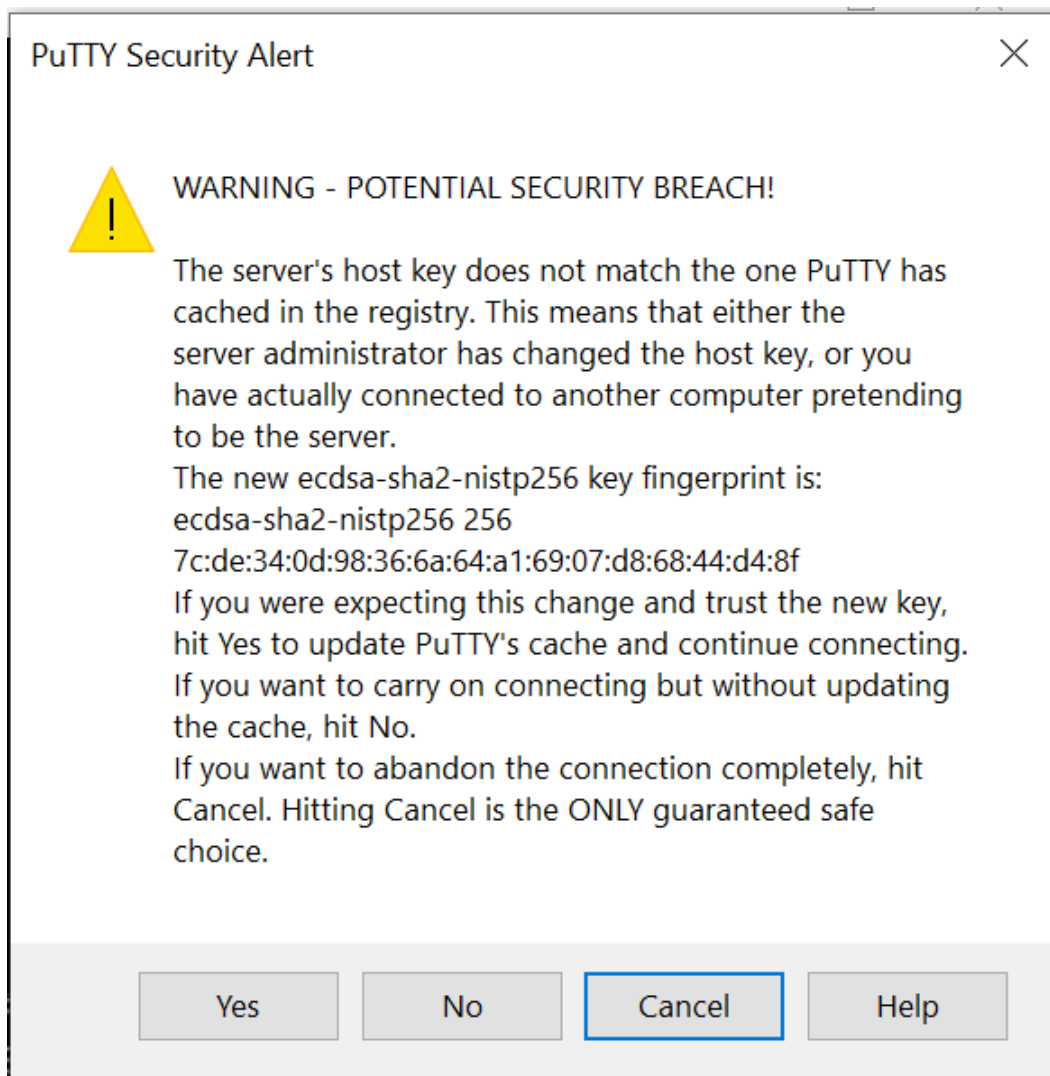 PuTTY Security Alert
WARNING - POTENTIAL SECURITY BREACH!
The server's host key does not match the one PuTTY has
cached in the registry. This means that either the
server administrator has changed the host key, or you
have actually connected to another computer pretending
to be the server.
The new ecdsa-sha2-nistp256 key fingerprint is:
ecdsa-sha2-nistp256 256
7c:de:34:0d:98:36:6a:64:a1:69:07:d8:68:44:d4:8f
If you were expecting this change and trust the new key,
hit Yes to update PuTTY's cache and continue connecting.
If you want to carry on connecting but without updating
the cache, hit No.
If you want to abandon the connection completely, hit
Cancel. Hitting Cancel is the ONLY guaranteed safe
choice.
Yes No Cancel Help